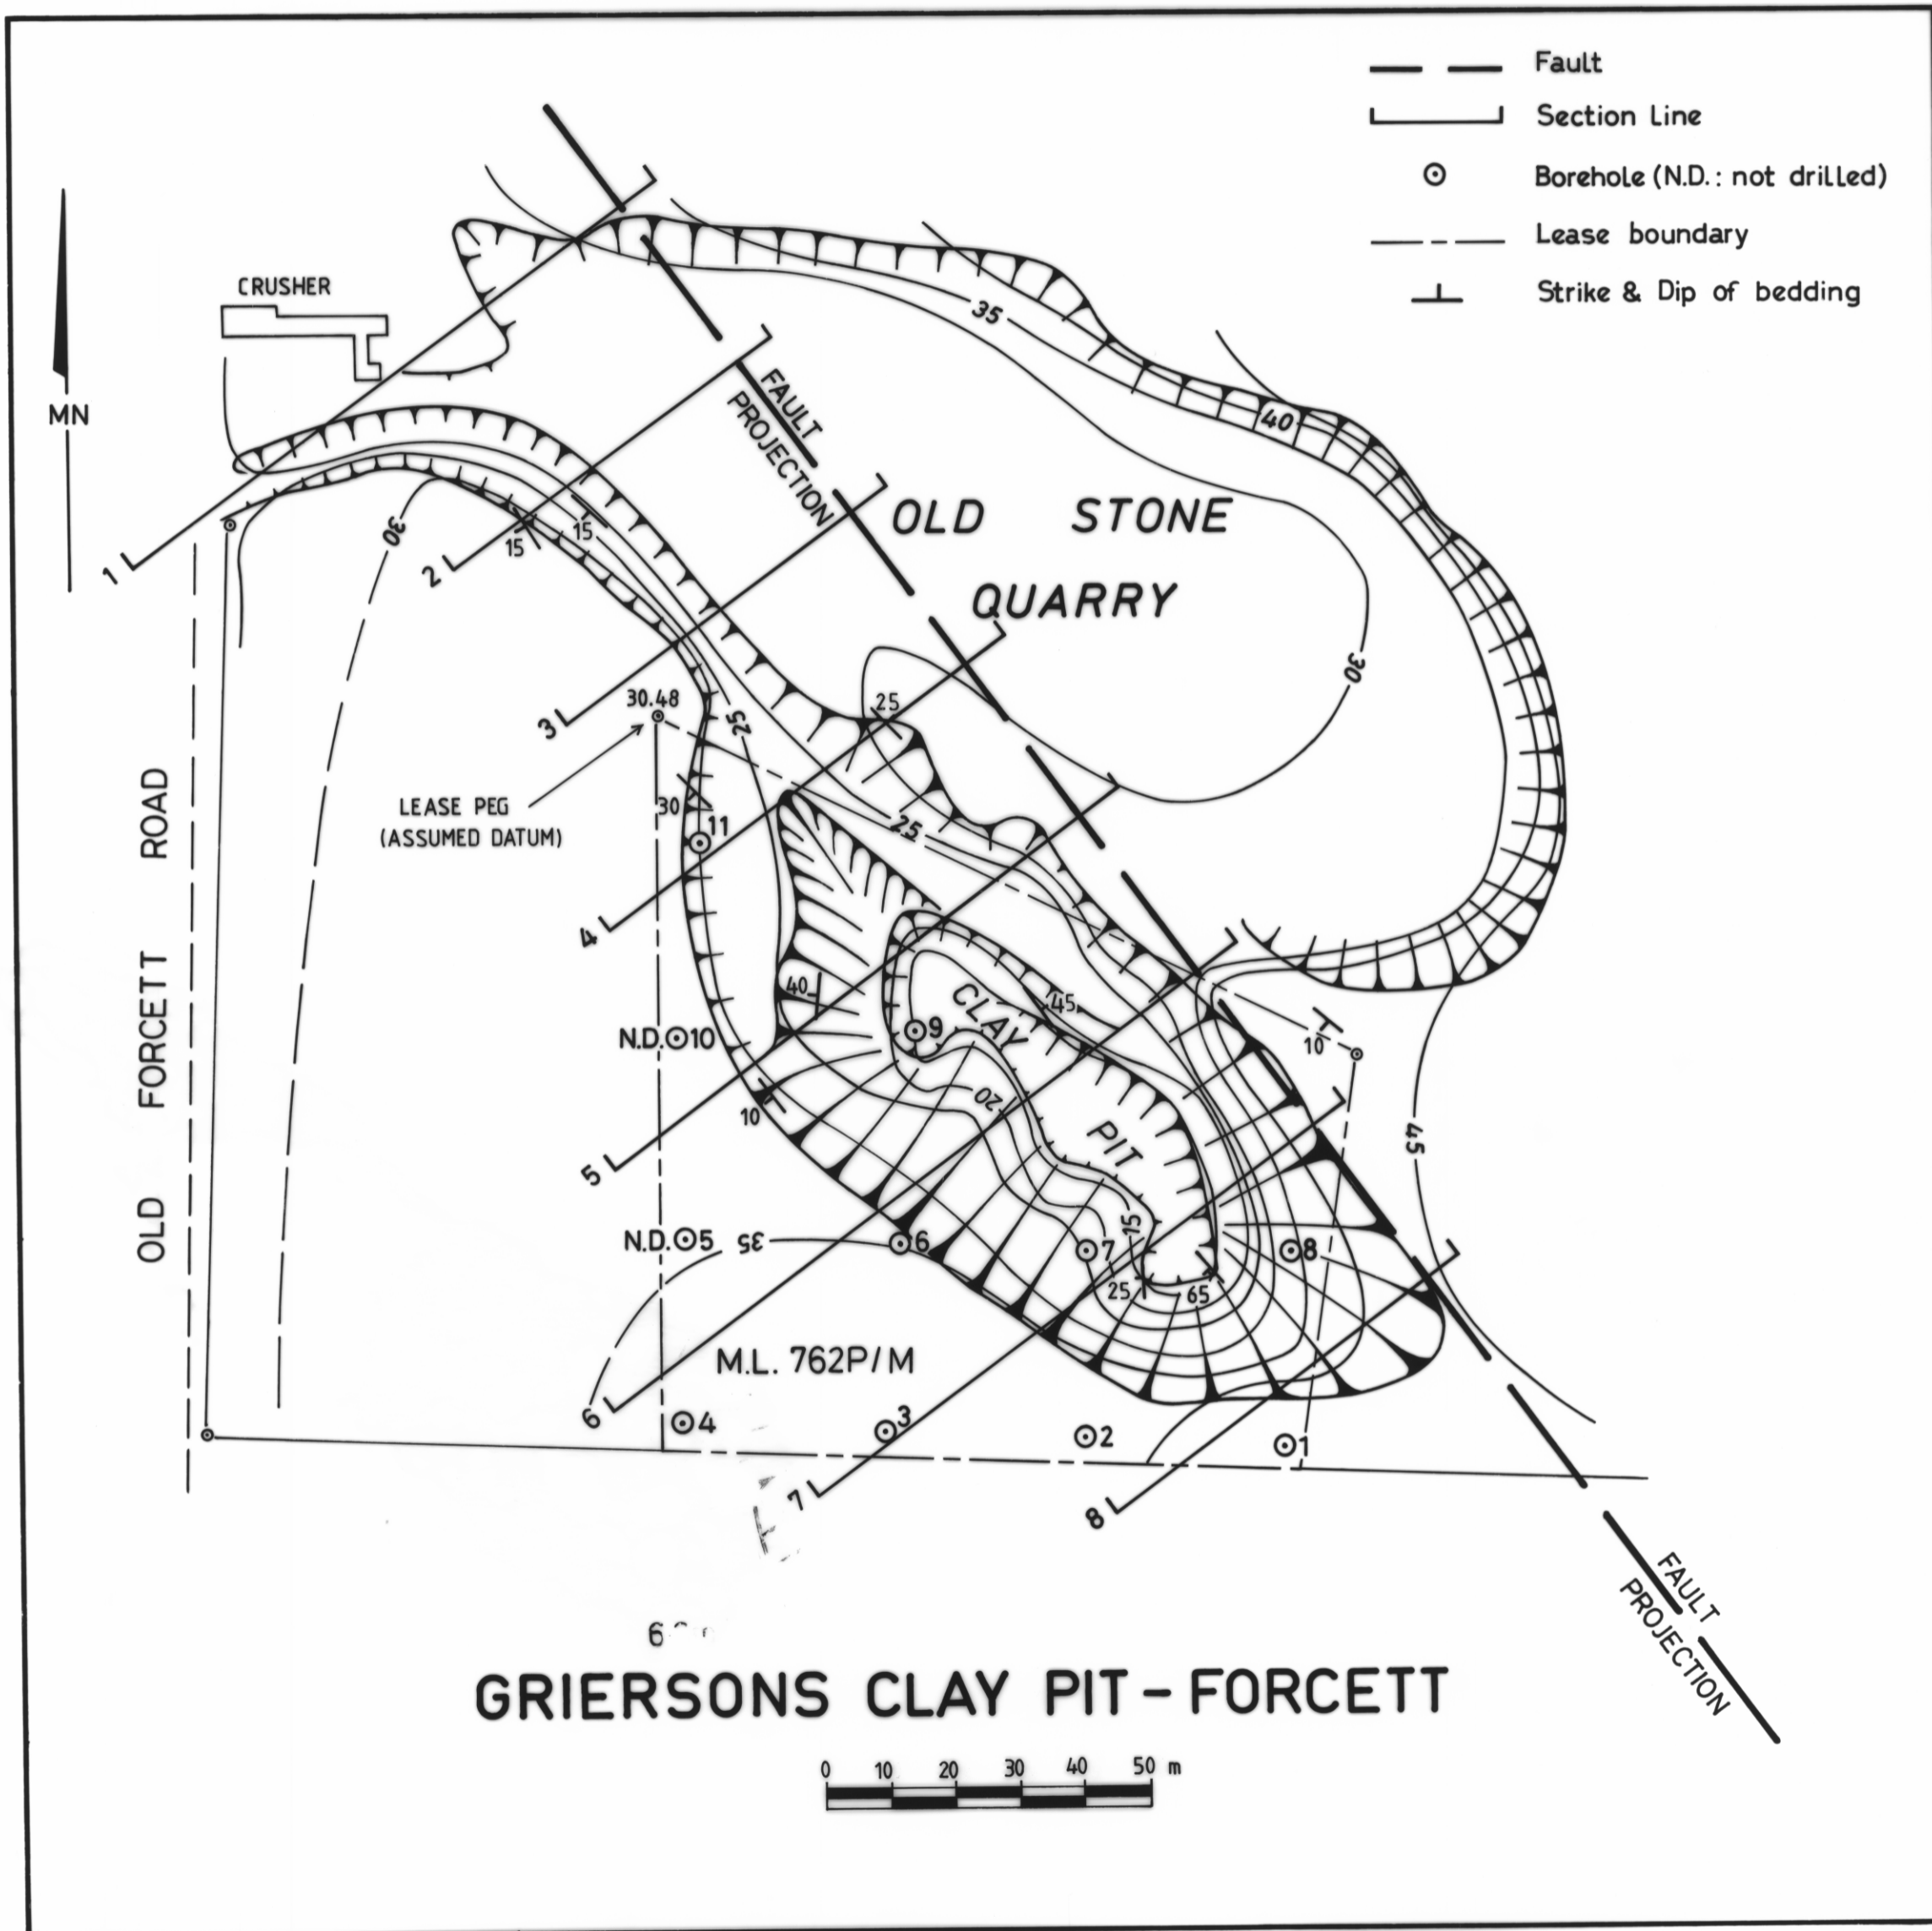 Fault
Section Line
Borehole (N.D.: not drilled)
Lease boundary
Strike & Dip of bedding
MN
CRUSHER
FAULT
PROJECTION
OLD STONE
QUARRY
35
40
30
30
15
15
1
2
3
25
25
30.48
LEASE PEG
(ASSUMED DATUM)
30
11
25
4
40
45
CLAY
9
N.D. 10
10
10
20
PIT
45
5
N.D. 5
35
6
7
15
8
25
65
OLD FORCETT ROAD
M.L. 762P/M
6
4
3
2
1
7
8
FAULT
PROJECTION
6
GRIERSONS CLAY PIT - FORCETT
0 10 20 30 40 50 m